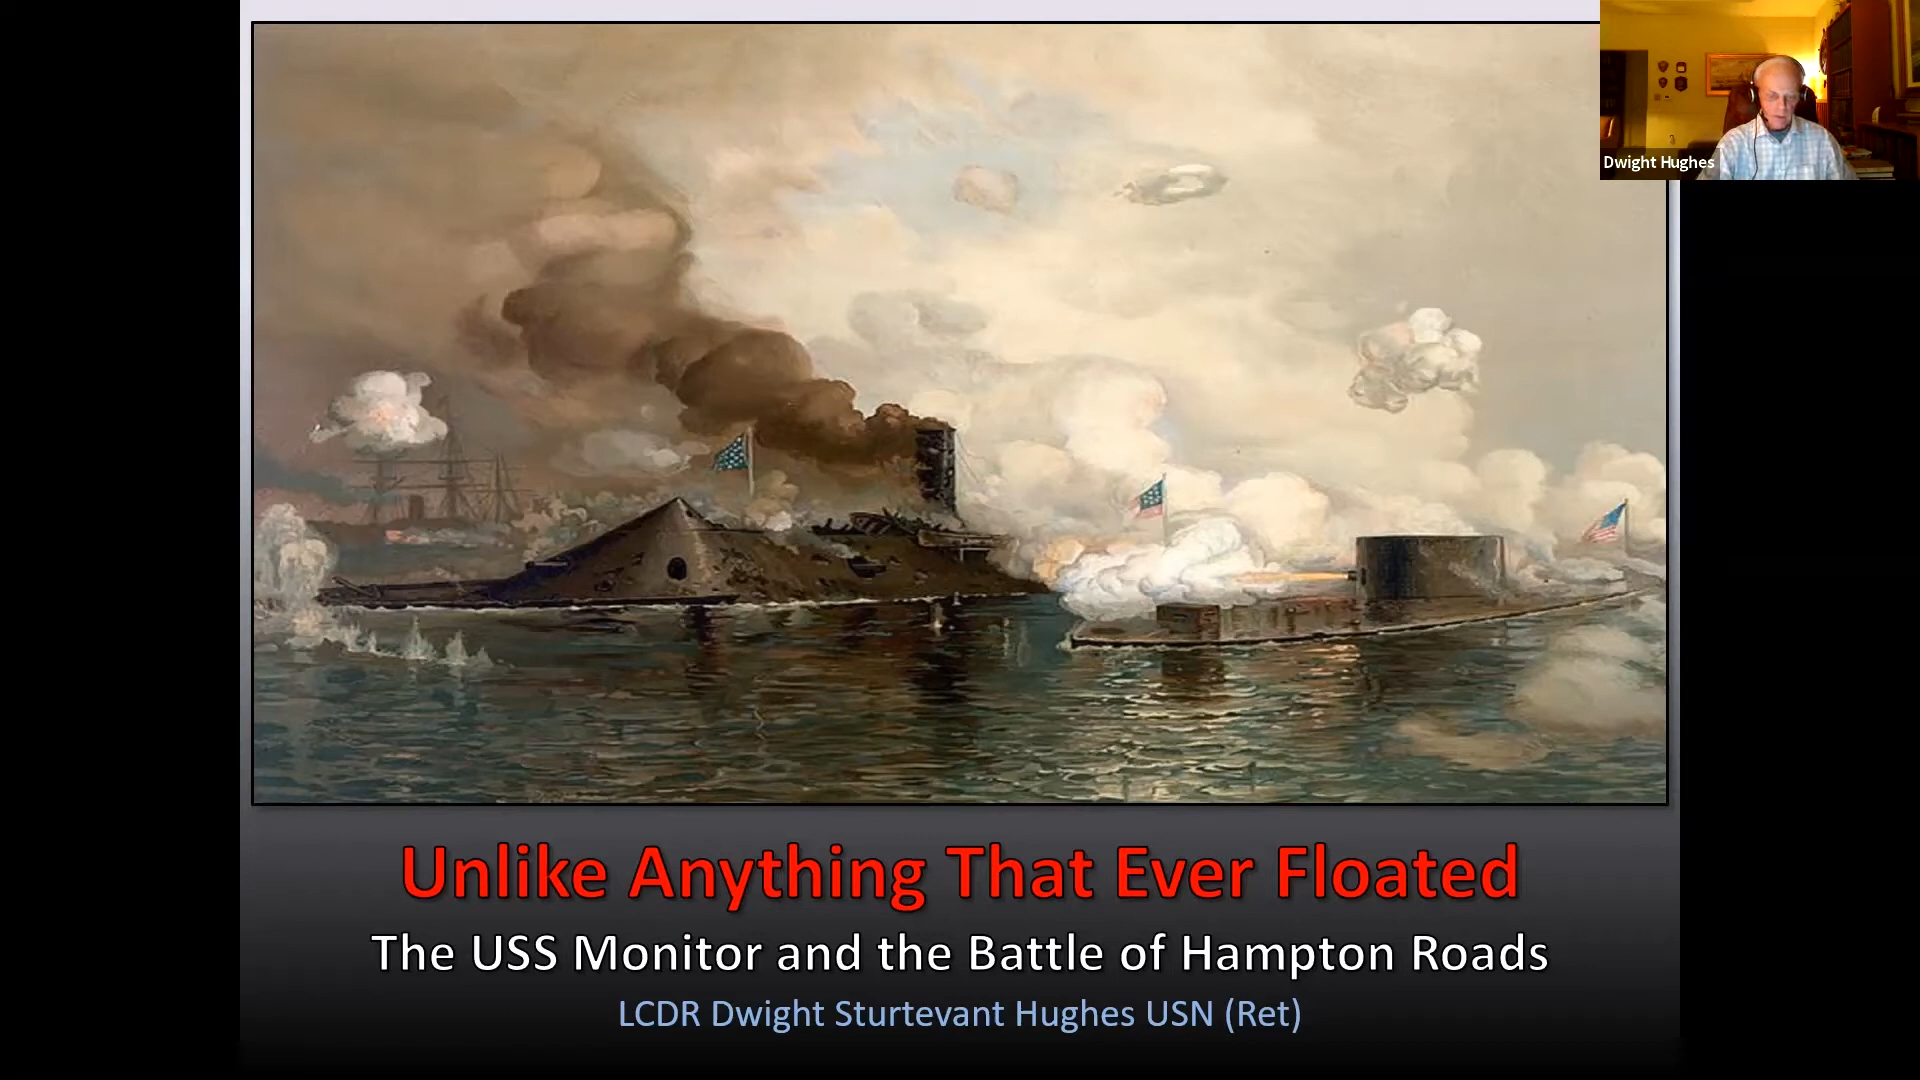 Dwight Hughes
Unlike Anything That Ever Floated
The USS Monitor and the Battle of Hampton Roads
LCDR Dwight Sturtevant Hughes USN (Ret)